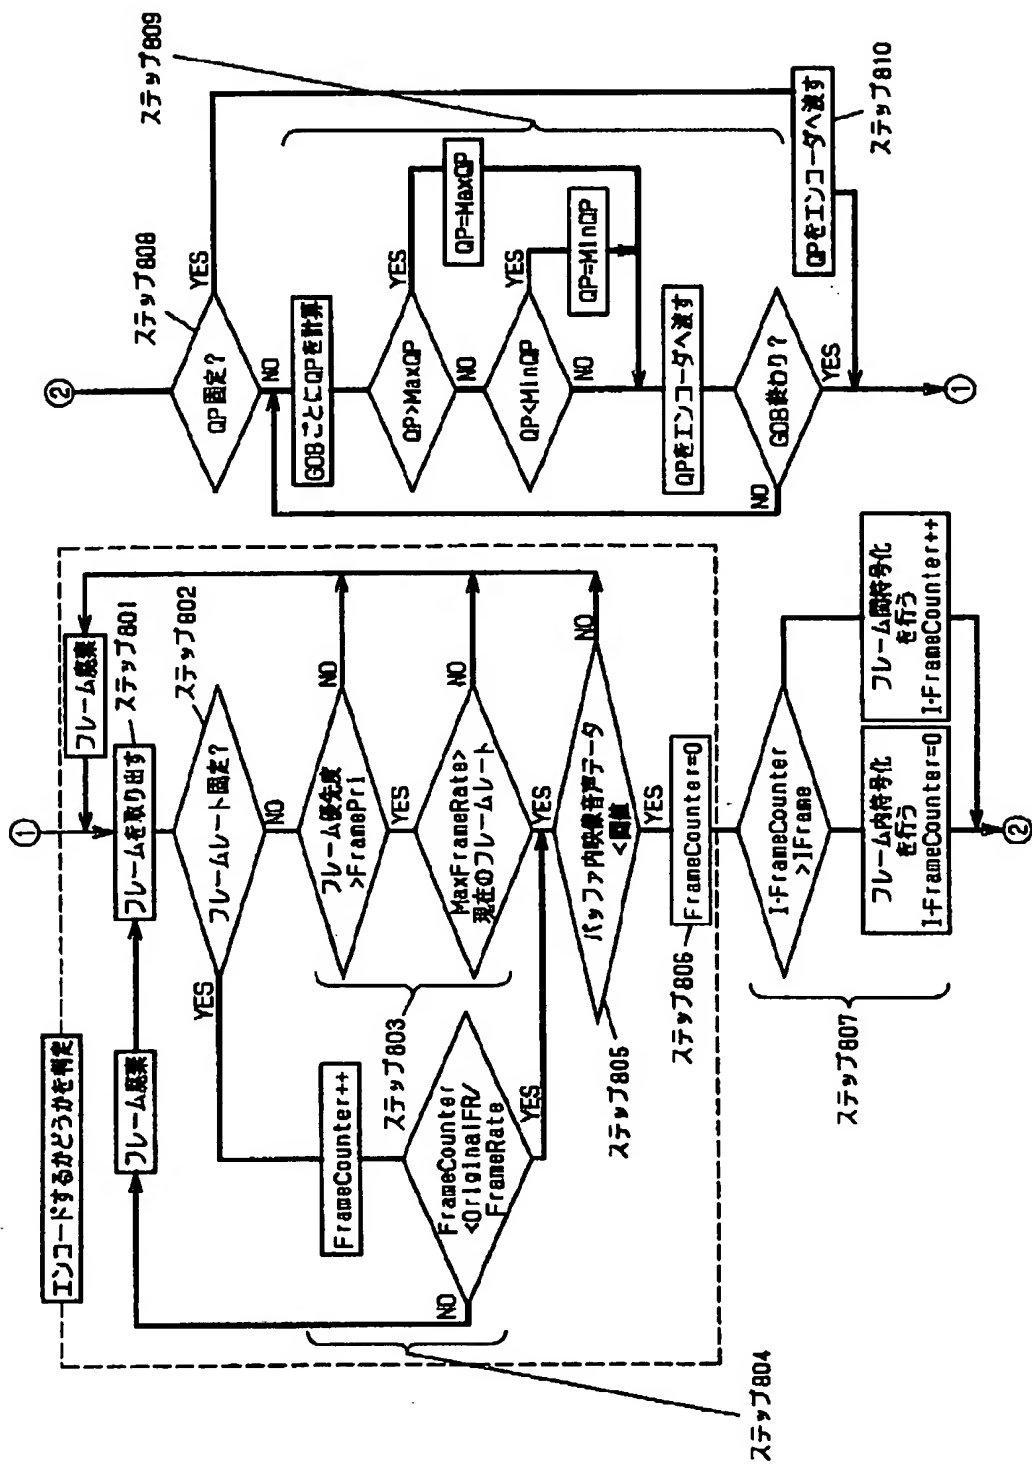 エンコードするかどうかを判定
①
フレーム廃棄
フレーム廃棄
フレームを取り出す
ステップ801
フレームレート固定?
ステップ802
YES
NO
FrameCounter++
フレーム優先度
>FramePri
NO
YES
ステップ803
FrameCounter
<OriginalFR/
FrameRate
NO
YES
ステップ804
MaxFrameRate>
現在のフレームレート
NO
YES
バッファ内映像音声データ
<閾値
NO
YES
ステップ805
FrameCounter=0
ステップ806
I-FrameCounter
>IFrame
ステップ807
フレーム内符号化
を行う
I-FrameCounter=0
フレーム間符号化
を行う
I-FrameCounter++
②
②
QP固定?
ステップ808
YES
NO
GOBごとにQPを計算
ステップ809
QP>MaxQP
YES
QP=MaxQP
NO
QP<MinQP
YES
QP=MinQP
NO
QPをエンコーダへ渡す
QPをエンコーダへ渡す
ステップ810
GOB終わり?
NO
YES
①